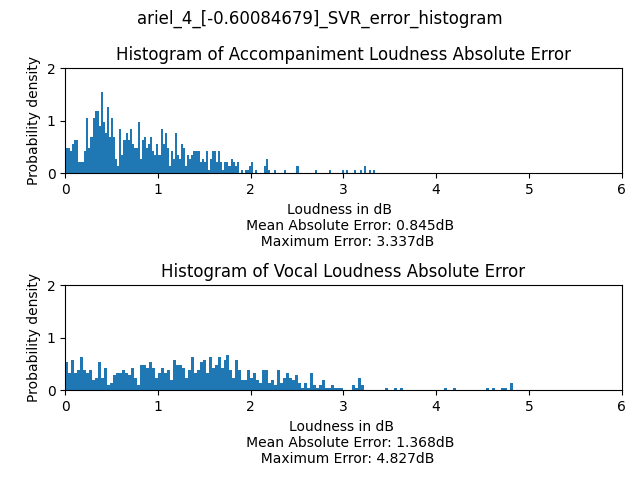 ariel_4_[-0.60084679]_SVR_error_histogram
Histogram of Accompaniment Loudness Absolute Error
Probability density
2
1
0
0 1 2 3 4 5 6
Loudness in dB
Mean Absolute Error: 0.845dB
Maximum Error: 3.337dB
Histogram of Vocal Loudness Absolute Error
Probability density
2
1
0
0 1 2 3 4 5 6
Loudness in dB
Mean Absolute Error: 1.368dB
Maximum Error: 4.827dB